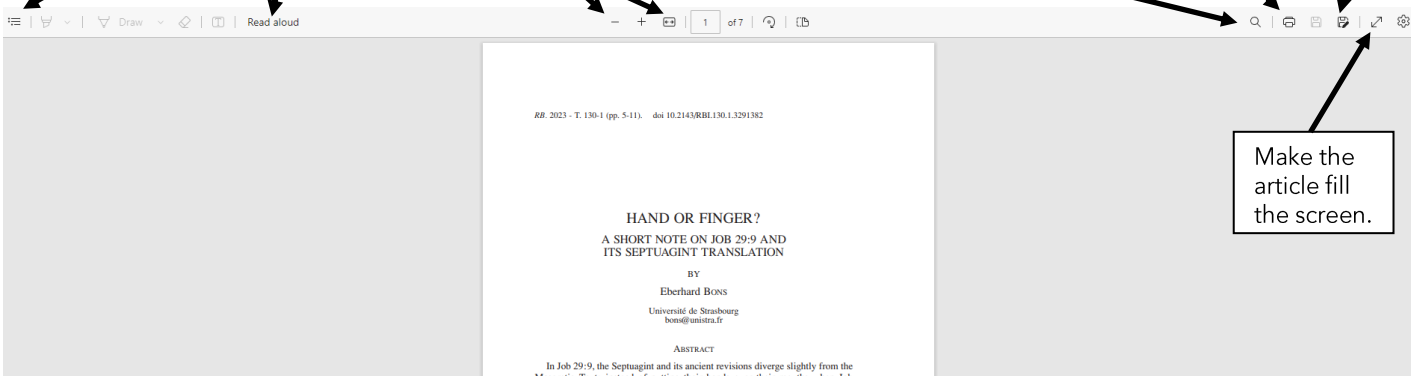 Draw
Read aloud
1 of 7
RB. 2023 - T. 130-1 (pp. 5-11). doi 10.2143/RBI.130.1.3291382
Make the
article fill
the screen.
HAND OR FINGER?
A SHORT NOTE ON JOB 29:9 AND
ITS SEPTUAGINT TRANSLATION
BY
Eberhard BONS
Université de Strasbourg
bons@unistra.fr
ABSTRACT
In Job 29:9, the Septuagint and its ancient revisions diverge slightly from the